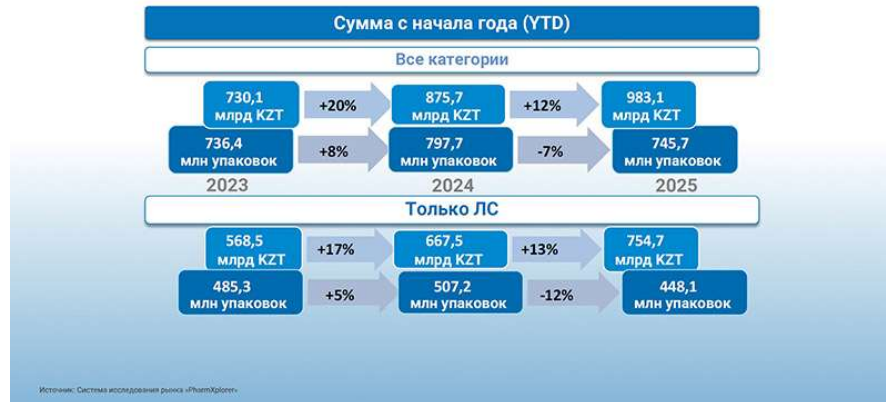 Сумма с начала года (YTD)
Все категории
730,1
млрд KZT
+20%
875,7
млрд KZT
+12%
983,1
млрд KZT
736,4
млн упаковок
+8%
797,7
млн упаковок
-7%
745,7
млн упаковок
2023
2024
2025
Только ЛС
568,5
млрд KZT
+17%
667,5
млрд KZT
+13%
754,7
млрд KZT
485,3
млн упаковок
+5%
507,2
млн упаковок
-12%
448,1
млн упаковок
Источник: Система исследования рынка «PharmXplorer»